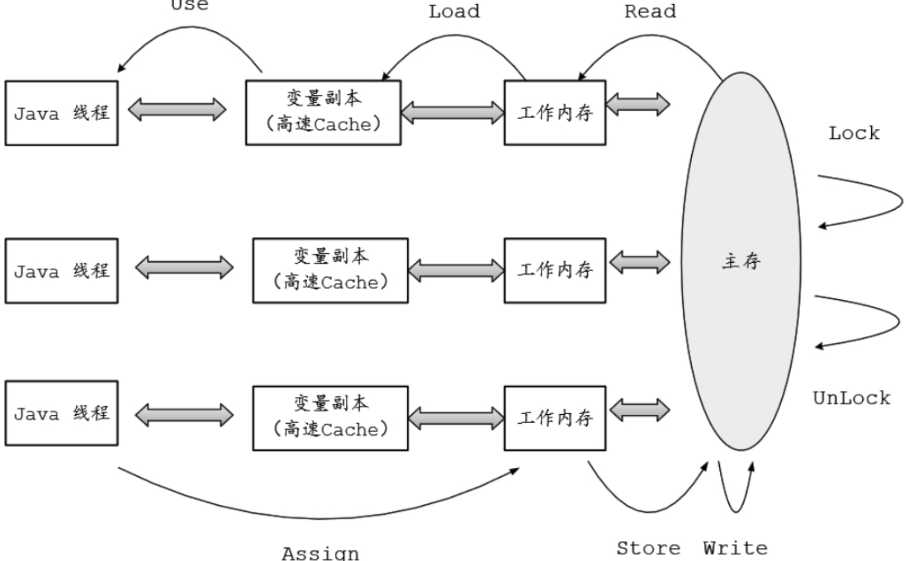 Use
Load
Read
Java 线程
变量副本
(高速Cache)
工作内存
Lock
Java 线程
变量副本
(高速Cache)
工作内存
主存
Java 线程
变量副本
(高速Cache)
工作内存
UnLock
Assign
Store
Write